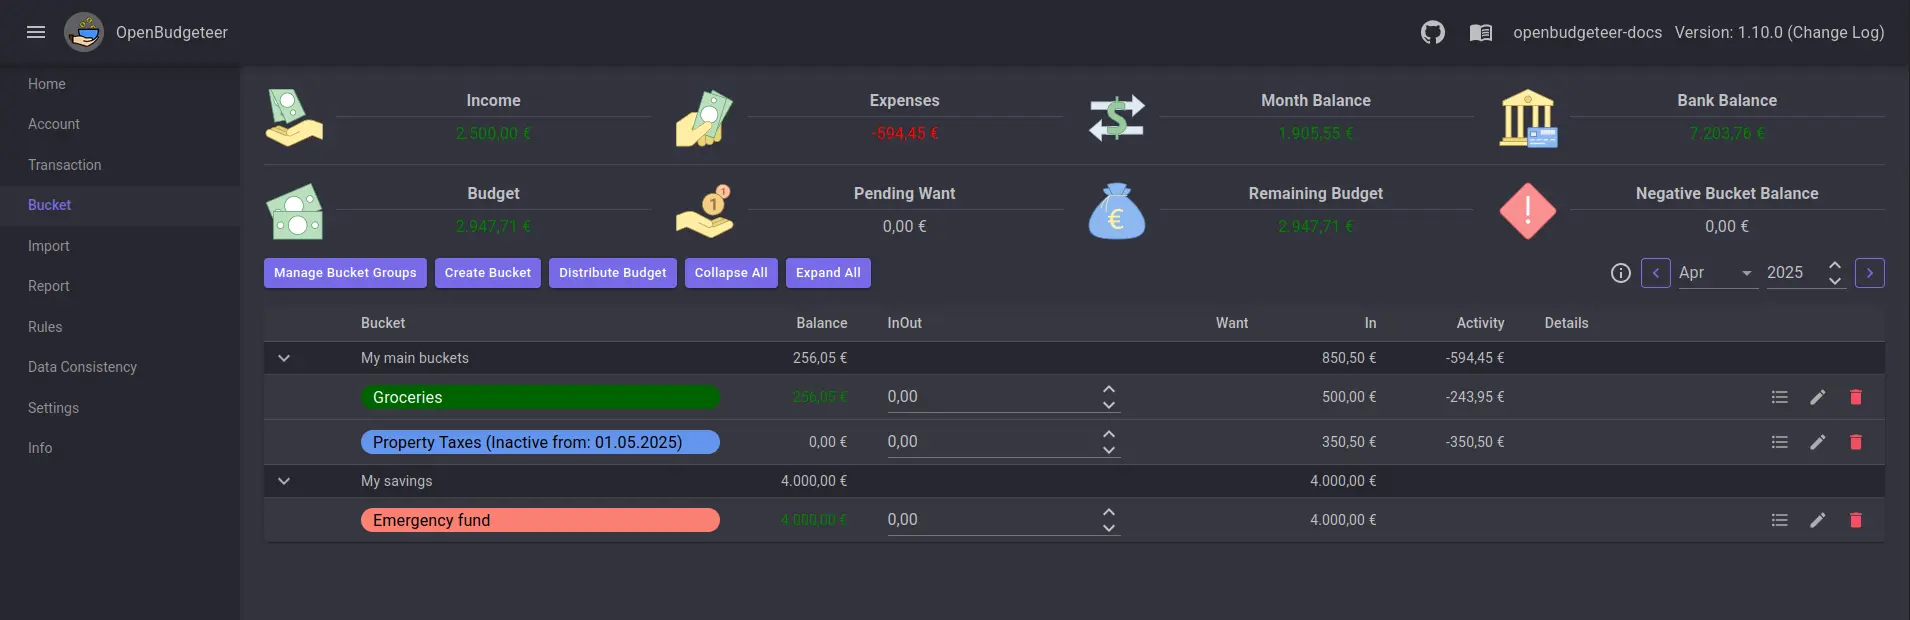 OpenBudgeteer
openbudgeteer-docs Version: 1.10.0 (Change Log)
Home
Account
Transaction
Bucket
Import
Report
Rules
Data Consistency
Settings
Info
Income
2.500,00 €
Expenses
-594,45 €
Month Balance
1.905,55 €
Bank Balance
7.203,76 €
Budget
2.947,71 €
Pending Want
0,00 €
Remaining Budget
2.947,71 €
Negative Bucket Balance
0,00 €
Manage Bucket Groups Create Bucket Distribute Budget Collapse All Expand All Apr 2025
Bucket Balance InOut Want In Activity Details
My main buckets 256,05 € 850,50 € -594,45 €
Groceries 256,05 € 0,00 500,00 € -243,95 €
Property Taxes (Inactive from: 01.05.2025) 0,00 € 0,00 350,50 € -350,50 €
My savings 4.000,00 € 4.000,00 €
Emergency fund 4.000,00 € 0,00 4.000,00 €